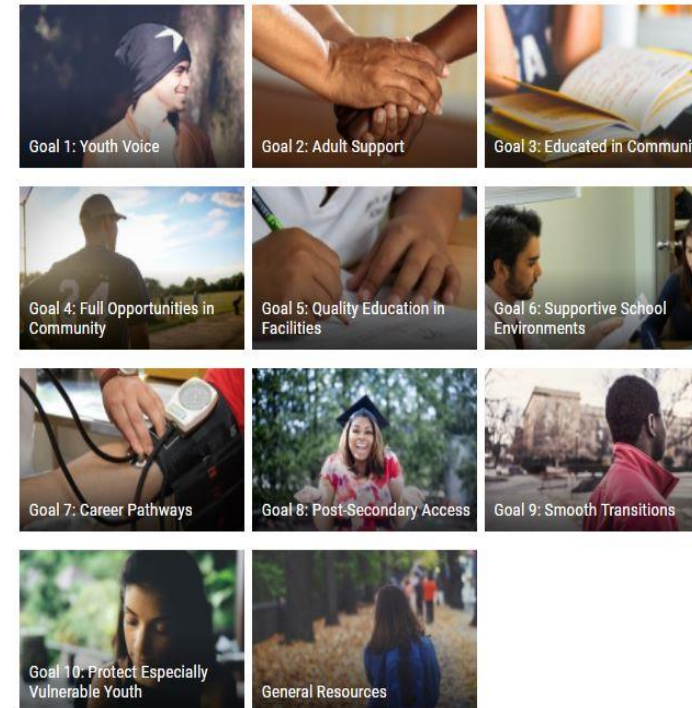 Goal 1: Youth Voice
Goal 2: Adult Support
Goal 3: Educated in Communi
Goal 4: Full Opportunities in
Community
Goal 5: Quality Education in
Facilities
Goal 6: Supportive School
Environments
Goal 7: Career Pathways
Goal 8: Post-Secondary Access
Goal 9: Smooth Transitions
Goal 10: Protect Especially
Vulnerable Youth
General Resources